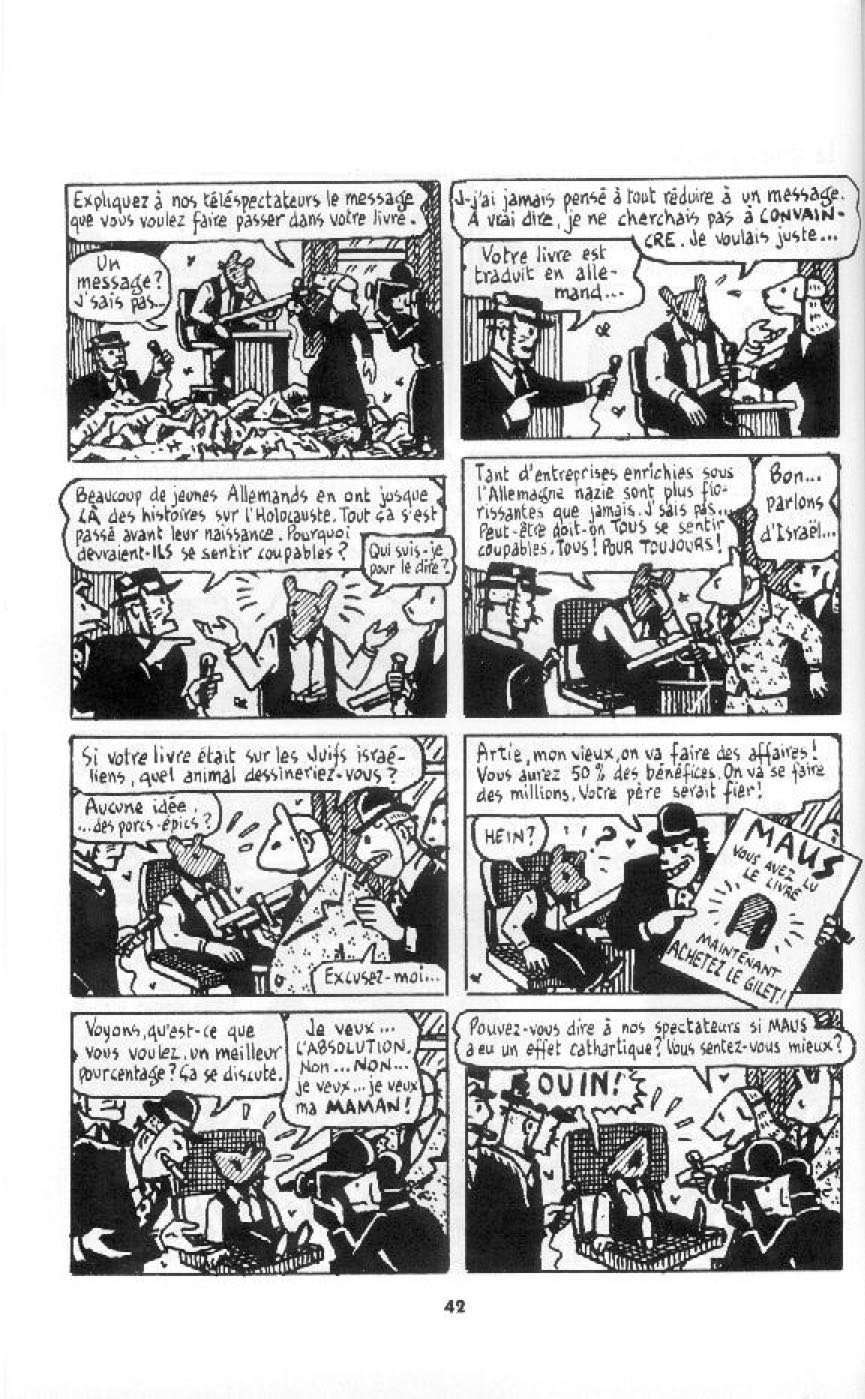 Expliquez à nos téléspectateurs le message
que vous voulez faire passer dans votre livre.
Un
message?
J'sais pas...
J-j'ai jamais pensé à tout réduire à un message.
A vrai dire, je ne cherchais pas à CONVAIN-
CRE. Je voulais juste...
Votre livre est
traduit en alle-
mand...
Beaucoup de jeunes Allemands en ont jusque
LÀ des histoires sur l'Holocauste. Tout ça s'est
passé avant leur naissance. Pourquoi
devraient-ILS se sentir coupables?
Qui suis-je
pour le dire?
Tant d'entreprises enrichies sous
l'Allemagne nazie sont plus flo-
rissantes que jamais. J'sais pas...
Peut-être doit-on TOUS se sentir
coupables. TOUS! POUR TOUJOURS!
Bon...
parlons
d'Israël...
Si votre livre était sur les Juifs israé-
liens, quel animal dessineriez-vous?
Aucune idée.
...des porcs-épics?
Excusez-moi...
Artie, mon vieux, on va faire des affaires!
Vous aurez 50% des bénéfices. On va se faire
des millions. Votre père serait fier!
HEIN?
MAUS
VOUS AVEZ LU
LE LIVRE
MAINTENANT
ACHETEZ LE GILET!
Voyons, qu'est-ce que
vous voulez, un meilleur
pourcentage? Ça se discute.
Je veux...
L'ABSOLUTION.
Non... NON...
je veux... je veux
ma MAMAN!
Pouvez-vous dire à nos spectateurs si MAUS
a eu un effet cathartique? Vous sentez-vous mieux?
OUIN!
42